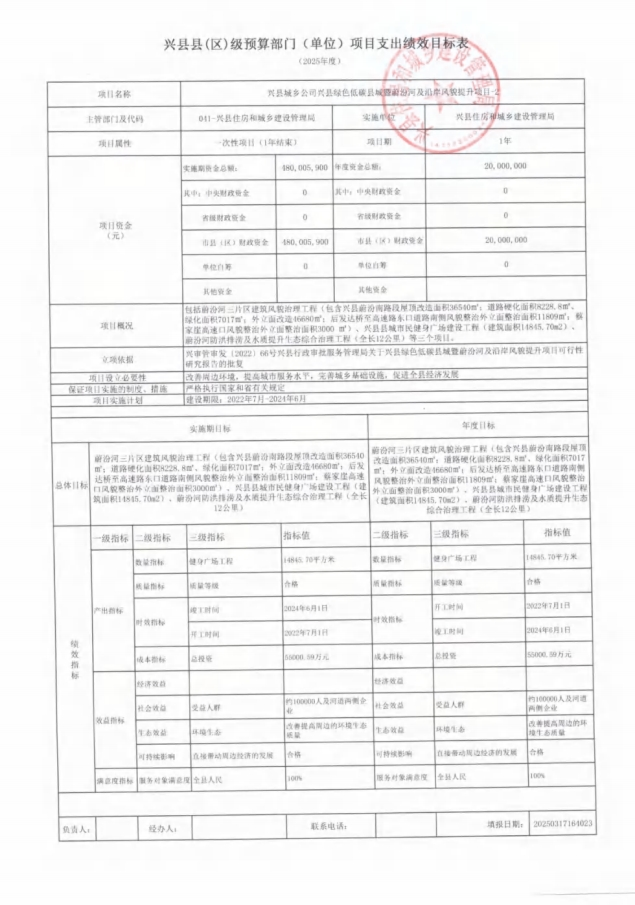 兴县县(区)级预算部门（单位）项目支出绩效目标表
（2025年度）
项目名称 兴县城乡公司兴县绿色低碳县城暨蔚汾河及沿岸风貌提升项目-2
主管部门及代码 041-兴县住房和城乡建设管理局 实施单位 兴县住房和城乡建设管理局
项目属性 一次性项目（1年结束） 项目期 1年
项目资金（元） 实施期资金总额： 480,005,900 年度资金总额： 20,000,000
其中：中央财政资金 0 其中：中央财政资金 0
省级财政资金 0 省级财政资金 0
市县（区）财政资金 480,005,900 市县（区）财政资金 20,000,000
单位自筹 0 单位自筹 0
其他资金 其他资金
项目概况
包括蔚汾河三片区建筑风貌治理工程（包含兴县蔚汾南路段屋顶改造面积36540㎡；道路硬化面积8228.8㎡、
绿化面积7017㎡；外立面改造46680㎡；后发达桥至高速路东口道路南侧风貌整治外立面整治面积11809㎡；蔡
家崖高速口风貌整治外立面整治面积3000 ㎡）、兴县县城市民健身广场建设工程（建筑面积14845.70m2）、
蔚汾河防洪排涝及水质提升生态综合治理工程（全长12公里）等三个项目。
立项依据
兴审管审发（2022）66号兴县行政审批服务管理局关于兴县绿色低碳县城暨蔚汾河及沿岸风貌提升项目可行性
研究报告的批复
项目设立必要性 改善周边环境，提高城市服务水平，完善城乡基础设施，促进全县经济发展
保证项目实施的制度、措施 严格执行国家和省有关规定
项目实施计划 建设期限：2022年7月-2024年6月
实施期目标 年度目标
总体目标
蔚汾河三片区建筑风貌治理工程（包含兴县蔚汾南路段屋顶改造面积36540
㎡；道路硬化面积8228.8㎡、绿化面积7017㎡；外立面改造46680㎡；后发
达桥至高速路东口道路南侧风貌整治外立面整治面积11809㎡；蔡家崖高速
口风貌整治外立面整治面积3000㎡）、兴县县城市民健身广场建设工程（建
筑面积14845.70m2）、蔚汾河防洪排涝及水质提升生态综合治理工程（全长
12公里）
蔚汾河三片区建筑风貌治理工程（包含兴县蔚汾南路段屋顶
改造面积36540㎡；道路硬化面积8228.8㎡、绿化面积7017
㎡；外立面改造46680㎡；后发达桥至高速路东口道路南侧
风貌整治外立面整治面积11809㎡；蔡家崖高速口风貌整治
外立面整治面积3000㎡）、兴县县城市民健身广场建设工程
（建筑面积14845.70m2）、蔚汾河防洪排涝及水质提升生态
综合治理工程（全长12公里）
绩效指标
一级指标 二级指标 三级指标 指标值 二级指标 三级指标 指标值
产出指标 数量指标 健身广场工程 14845.70平方米 数量指标 健身广场工程 14845.70平方米
质量指标 质量等级 合格 质量指标 质量等级 合格
时效指标 竣工时间 2024年6月1日 时效指标 开工时间 2022年7月1日
开工时间 2022年7月1日 竣工时间 2024年6月1日
成本指标 总投资 55000.59万元 成本指标 总投资 55000.59万元
效益指标 经济效益 经济效益
社会效益 受益人群 约100000人及河道两侧企业 社会效益 受益人群 约100000人及河道两侧企业
生态效益 环境生态 改善提高周边的环境生态质量 生态效益 环境生态 改善提高周边的环境生态质量
可持续影响 直接带动周边经济的发展 合格 可持续影响 直接带动周边经济的发展 合格
满意度指标 服务对象满意度 全县人民 100% 服务对象满意度 全县人民 100%
负责人： 经办人： 联系电话： 填报日期： 20250317164023